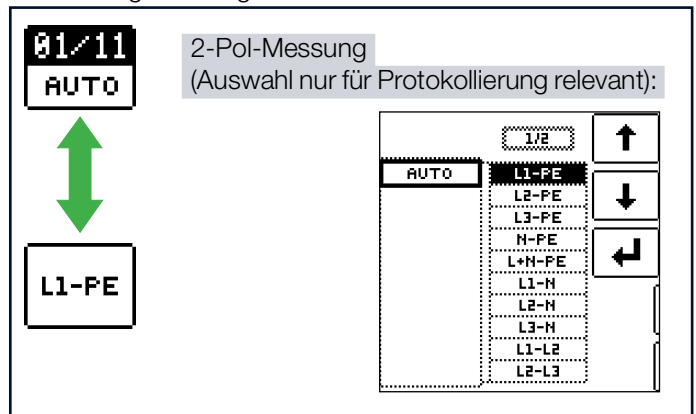 01/11
AUTO
L1-PE
2-Pol-Messung
(Auswahl nur für Protokollierung relevant):
1/2
AUTO
L1-PE
L2-PE
L3-PE
N-PE
L+N-PE
L1-N
L2-N
L3-N
L1-L2
L2-L3